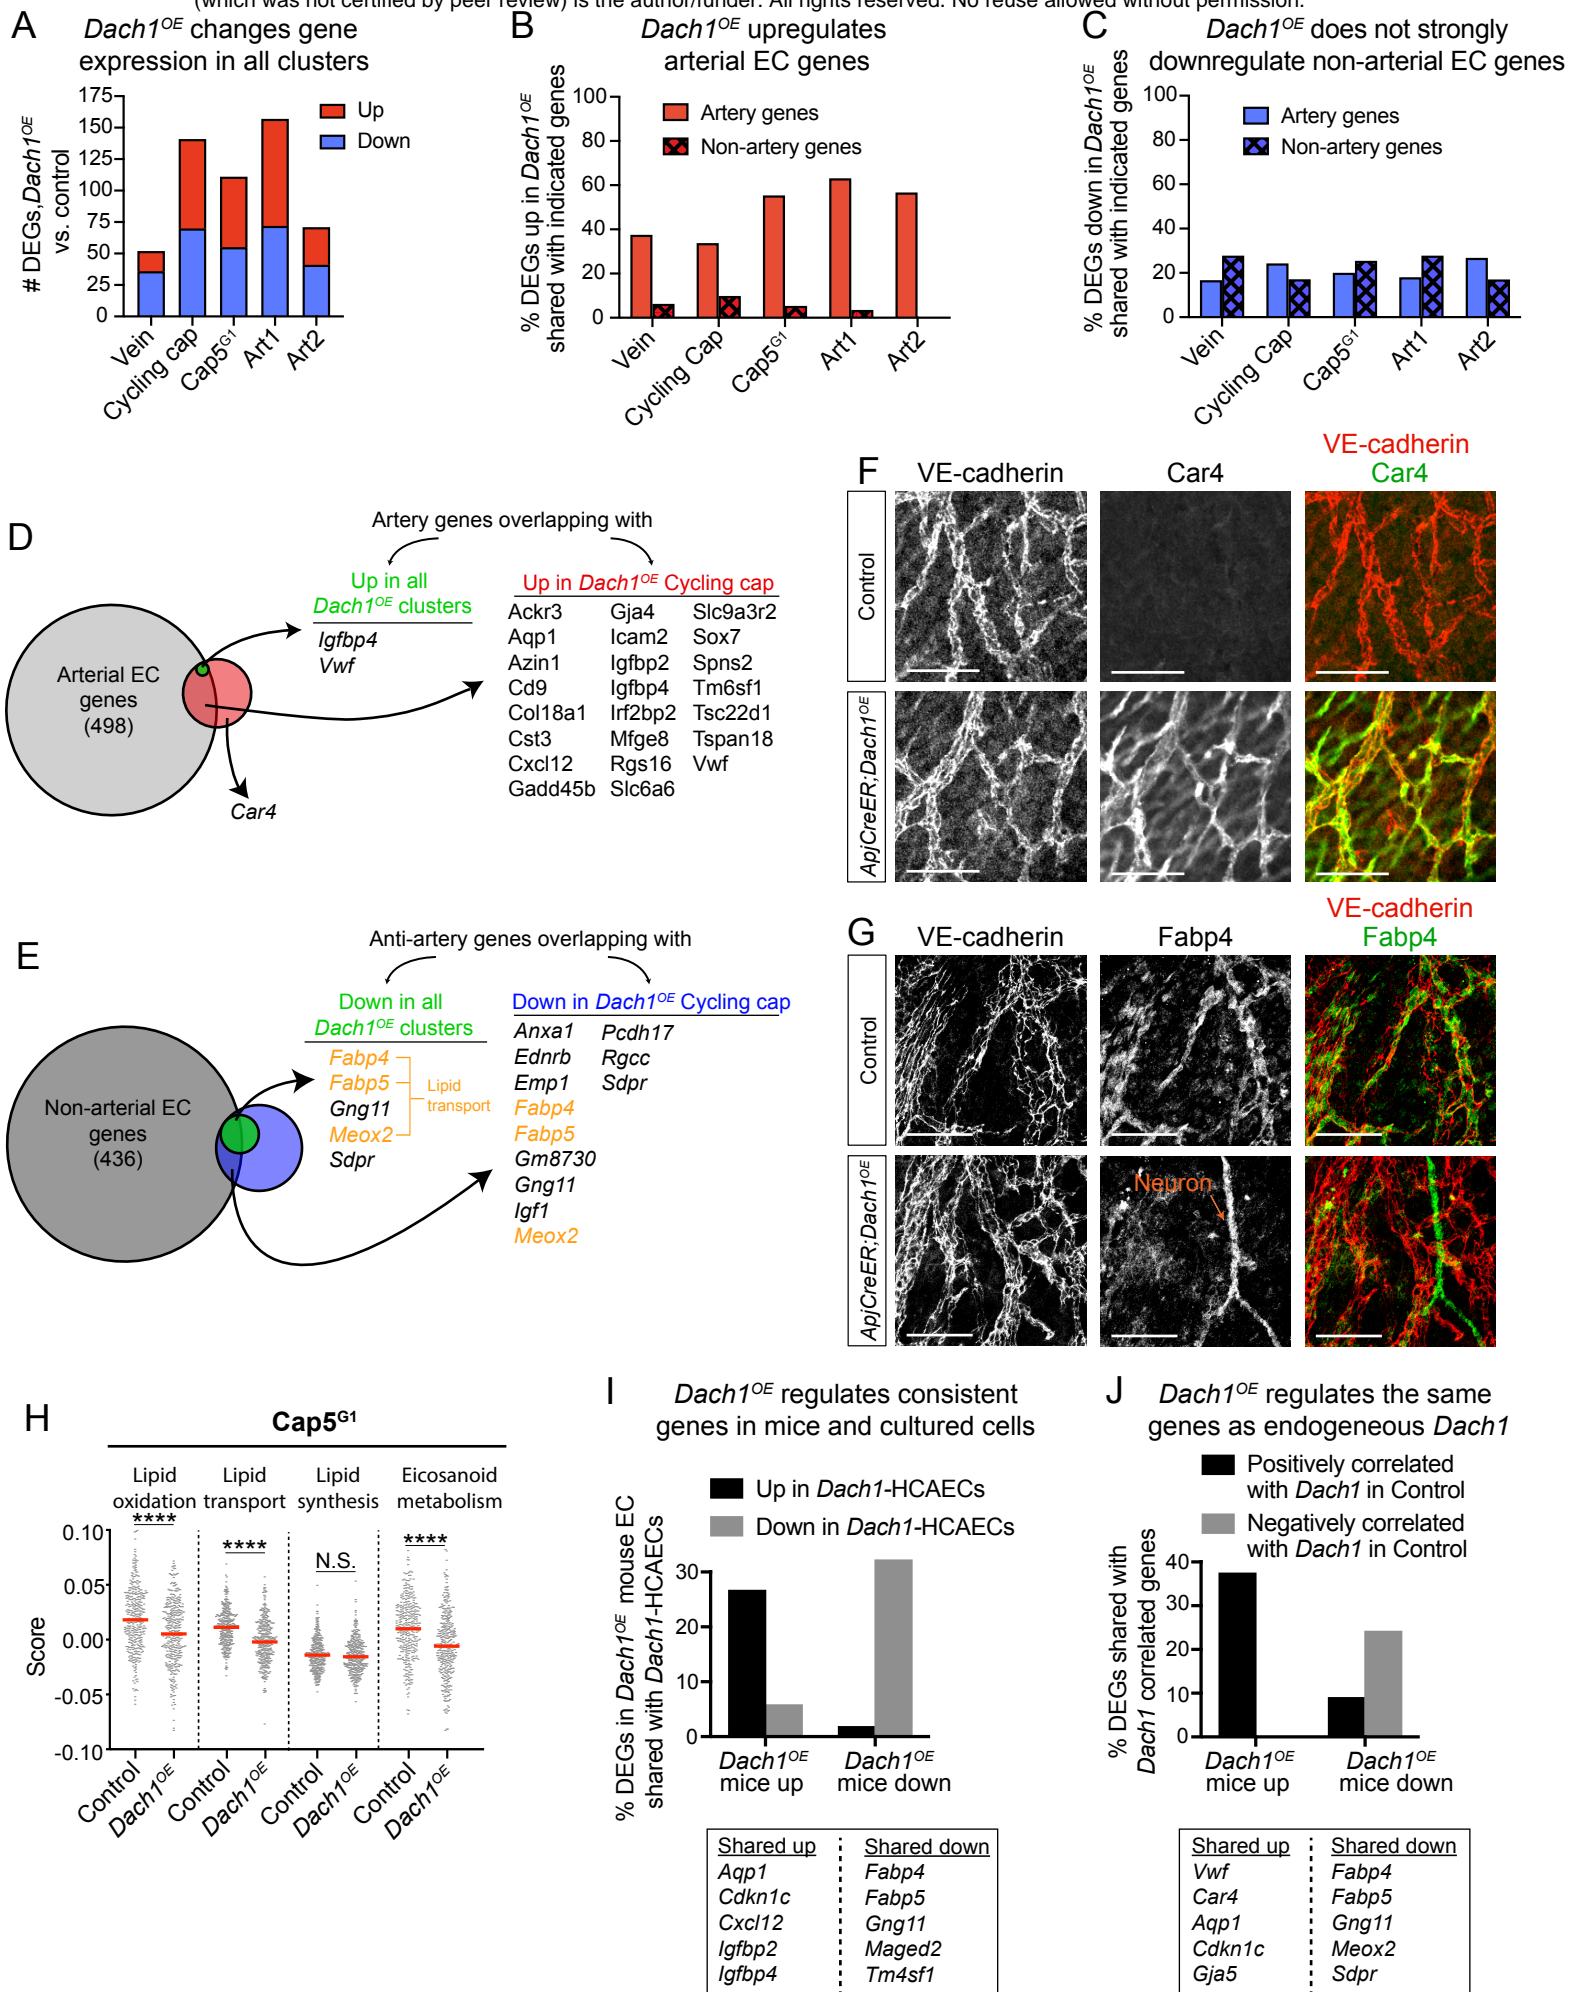 (which was not certified by peer review) is the author/funder. All rights reserved. No reuse allowed without permission.
A
Dach1OE changes gene
expression in all clusters
# DEGs, Dach1OE
vs. control
175
150
125
100
75
50
25
0
Up
Down
Vein
Cycling cap
Cap5G1
Art1
Art2
B
Dach1OE upregulates
arterial EC genes
% DEGs up in Dach1OE
shared with indicated genes
100
80
60
40
20
0
Artery genes
Non-artery genes
Vein
Cycling Cap
Cap5G1
Art1
Art2
C
Dach1OE does not strongly
downregulate non-arterial EC genes
% DEGs down in Dach1OE
shared with indicated genes
100
80
60
40
20
0
Artery genes
Non-artery genes
Vein
Cycling Cap
Cap5G1
Art1
Art2
D
Artery genes overlapping with
Arterial EC
genes
(498)
Up in all
Dach1OE clusters
Igfbp4
Vwf
Up in Dach1OE Cycling cap
Ackr3 Gja4 Slc9a3r2
Aqp1 Icam2 Sox7
Azin1 Igfbp2 Spns2
Cd9 Igfbp4 Tm6sf1
Col18a1 Irf2bp2 Tsc22d1
Cst3 Mfge8 Tspan18
Cxcl12 Rgs16 Vwf
Gadd45b Slc6a6
Car4
E
Anti-artery genes overlapping with
Non-arterial EC
genes
(436)
Down in all
Dach1OE clusters
Fabp4
Fabp5
Gng11
Meox2
Sdpr
Lipid
transport
Down in Dach1OE Cycling cap
Anxa1 Pcdh17
Ednrb Rgcc
Emp1 Sdpr
Fabp4
Fabp5
Gm8730
Gng11
Igf1
Meox2
F
VE-cadherin
Car4
VE-cadherin
Car4
Control
ApjCreER;Dach1OE
G
VE-cadherin
Fabp4
VE-cadherin
Fabp4
Control
ApjCreER;Dach1OE
Neuron
H
Cap5G1
Lipid
oxidation
Lipid
transport
Lipid
synthesis
Eicosanoid
metabolism
****
****
N.S.
****
Score
0.10
0.05
0.00
-0.05
-0.10
Control
Dach1OE
Control
Dach1OE
Control
Dach1OE
Control
Dach1OE
I
Dach1OE regulates consistent
genes in mice and cultured cells
Up in Dach1-HCAECs
Down in Dach1-HCAECs
% DEGs in Dach1OE mouse EC
shared with Dach1-HCAECs
30
20
10
0
Dach1OE
mice up
Dach1OE
mice down
Shared up
Aqp1
Cdkn1c
Cxcl12
Igfbp2
Igfbp4
Shared down
Fabp4
Fabp5
Gng11
Maged2
Tm4sf1
J
Dach1OE regulates the same
genes as endogeneous Dach1
Positively correlated
with Dach1 in Control
Negatively correlated
with Dach1 in Control
% DEGs shared with
Dach1 correlated genes
40
30
20
10
0
Dach1OE
mice up
Dach1OE
mice down
Shared up
Vwf
Car4
Aqp1
Cdkn1c
Gja5
Shared down
Fabp4
Fabp5
Gng11
Meox2
Sdpr